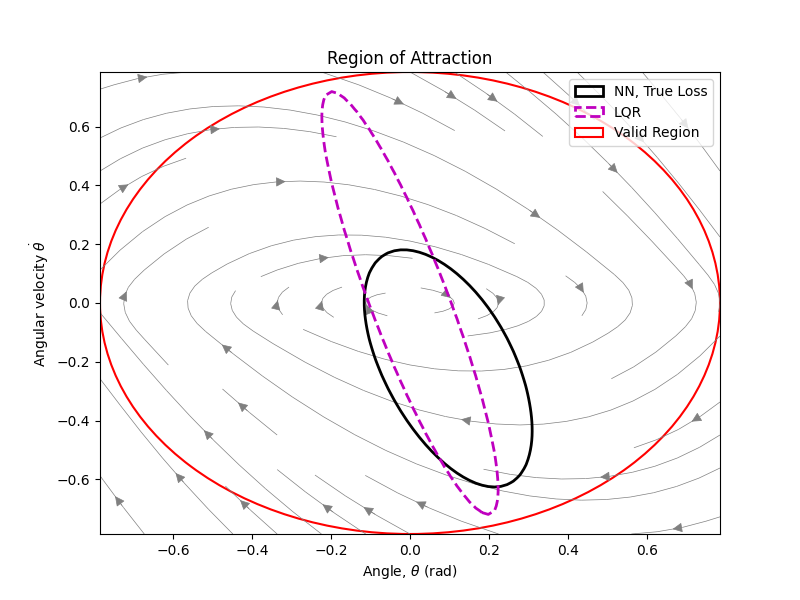 Region of Attraction
NN, True Loss
LQR
Valid Region
Angular velocity θ̇
0.6
0.4
0.2
0.0
−0.2
−0.4
−0.6
−0.6 −0.4 −0.2 0.0 0.2 0.4 0.6
Angle, θ (rad)